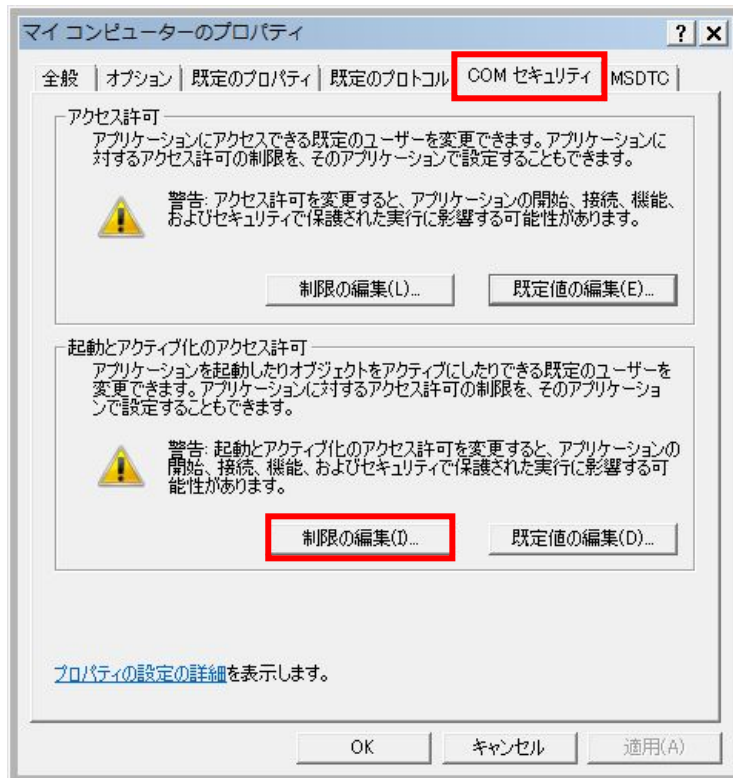 マイ コンピューターのプロパティ
全般 オプション 既定のプロパティ 既定のプロトコル COM セキュリティ MSDTC
アクセス許可
アプリケーションにアクセスできる既定のユーザーを変更できます。アプリケーションに
対するアクセス許可の制限を、そのアプリケーションで設定することもできます。
警告: アクセス許可を変更すると、アプリケーションの開始、接続、機能、
およびセキュリティで保護された実行に影響する可能性があります。
制限の編集(L)... 既定値の編集(E)...
起動とアクティブ化のアクセス許可
アプリケーションを起動したりオブジェクトをアクティブにしたりできる既定のユーザーを
変更できます。アプリケーションに対するアクセス許可の制限を、そのアプリケーショ
ンで設定することもできます。
警告: 起動とアクティブ化のアクセス許可を変更すると、アプリケーションの
開始、接続、機能、およびセキュリティで保護された実行に影響する可
能性があります。
制限の編集(I)... 既定値の編集(D)...
プロパティの設定の詳細を表示します。
OK キャンセル 適用(A)